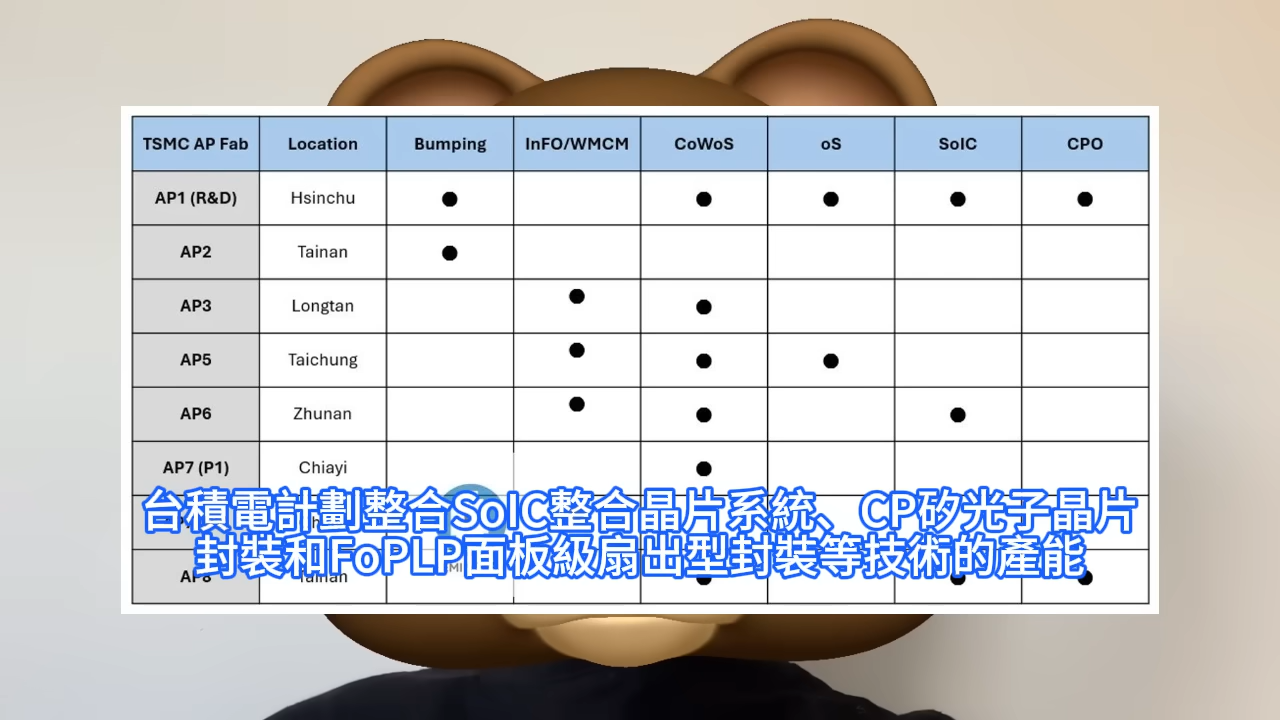 TSMC AP Fab Location Bumping InFO/WMCM CoWoS oS SoIC CPO
AP1 (R&D) Hsinchu ● ● ● ● ●
AP2 Tainan ●
AP3 Longtan ● ●
AP5 Taichung ● ● ●
AP6 Zhunan ● ● ●
AP7 (P1) Chiayi ●
台積電計劃整合SoIC整合晶片系統、CP矽光子晶片
封裝和FoPLP面板級扇出型封裝等技術的產能
AP8 Tainan ● ● ●